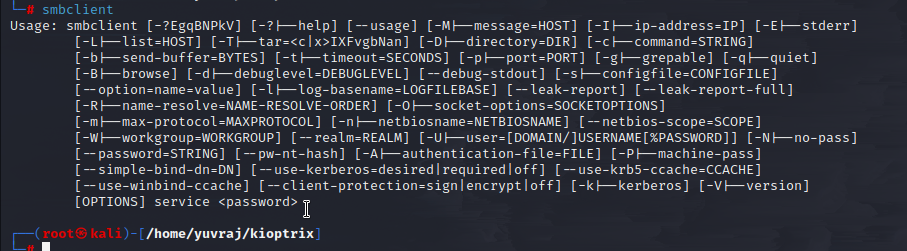 └─# smbclient
Usage: smbclient [-?EgqBNPkV] [-?├──help] [--usage] [-M├──message=HOST] [-I├──ip-address=IP] [-E├──stderr]
[-L├──list=HOST] [-T├──tar=<c|x>IXFvgbNan] [-D├──directory=DIR] [-c├──command=STRING]
[-b├──send-buffer=BYTES] [-t├──timeout=SECONDS] [-p├──port=PORT] [-g├──grepable] [-q├──quiet]
[-B├──browse] [-d├──debuglevel=DEBUGLEVEL] [--debug-stdout] [-s├──configfile=CONFIGFILE]
[--option=name=value] [-l├──log-basename=LOGFILEBASE] [--leak-report] [--leak-report-full]
[-R├──name-resolve=NAME-RESOLVE-ORDER] [-O├──socket-options=SOCKETOPTIONS]
[-m├──max-protocol=MAXPROTOCOL] [-n├──netbiosname=NETBIOSNAME] [--netbios-scope=SCOPE]
[-W├──workgroup=WORKGROUP] [--realm=REALM] [-U├──user=[DOMAIN/]USERNAME[%PASSWORD]] [-N├──no-pass]
[--password=STRING] [--pw-nt-hash] [-A├──authentication-file=FILE] [-P├──machine-pass]
[--simple-bind-dn=DN] [--use-kerberos=desired|required|off] [--use-krb5-ccache=CCACHE]
[--use-winbind-ccache] [--client-protection=sign|encrypt|off] [-k├──kerberos] [-V├──version]
[OPTIONS] service <password>
┌──(root㉿kali)-[/home/yuvraj/kioptrix]
└─#